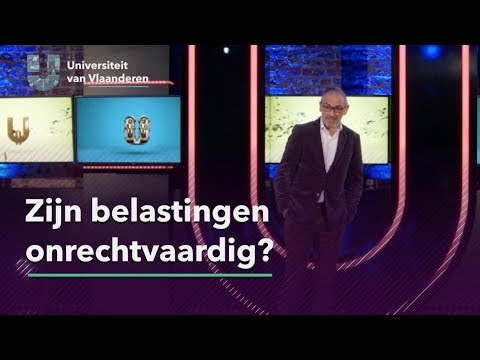 Universiteit
van Vlaanderen
Zijn belastingen
onrechtvaardig?